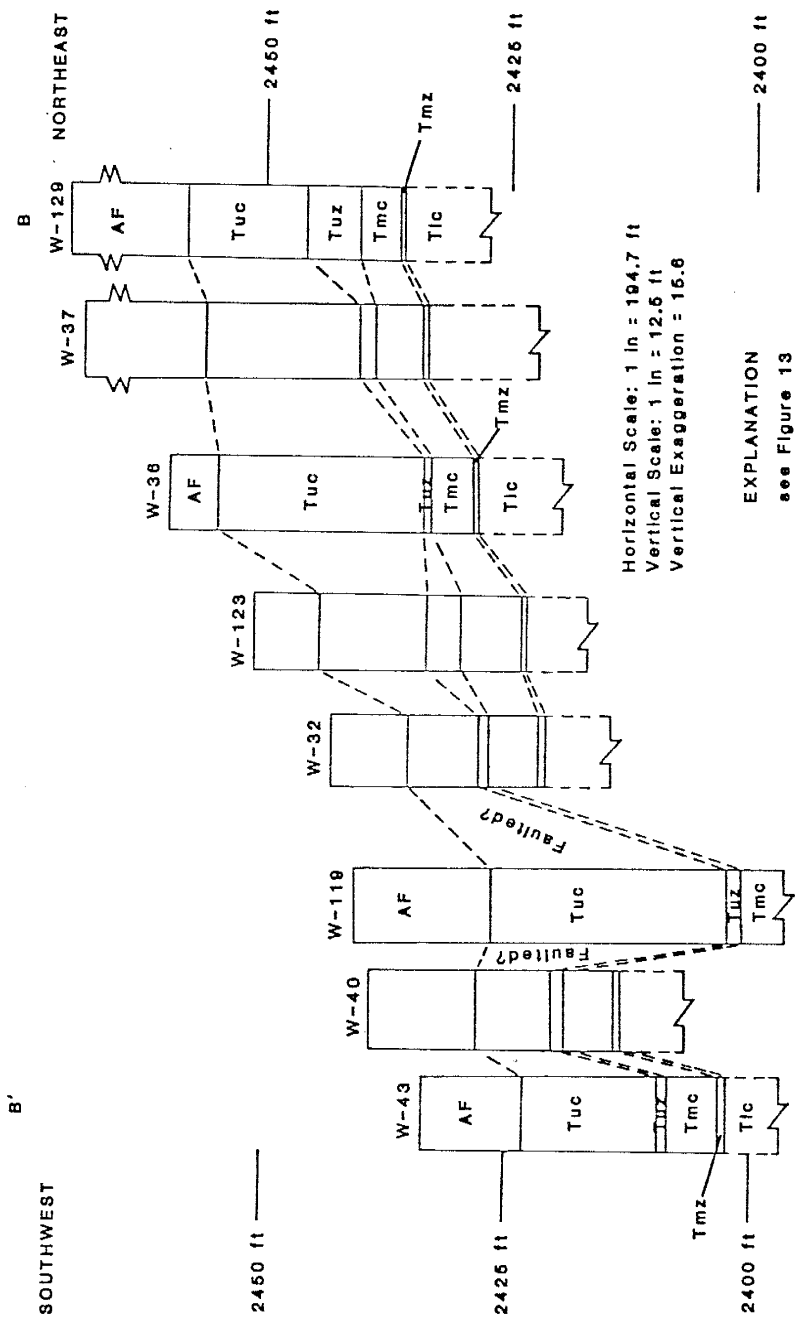 SOUTHWEST
B'
B
NORTHEAST
W-43
W-40
W-119
W-32
W-123
W-36
W-37
W-129
2450 ft
2450 ft
2425 ft
2425 ft
2400 ft
2400 ft
AF
Tuc
Tuz
Tmc
Tlc
Tmz
Faulted?
AF
Tuc
Tuz
Tmc
Faulted?
AF
Tuc
Tuz
Tmc
Tlc
Tmz
AF
Tuc
Tuz
Tmc
Tlc
Tmz
Horizontal Scale: 1 in = 194.7 ft
Vertical Scale: 1 in = 12.5 ft
Vertical Exaggeration = 15.6
EXPLANATION
see Figure 13